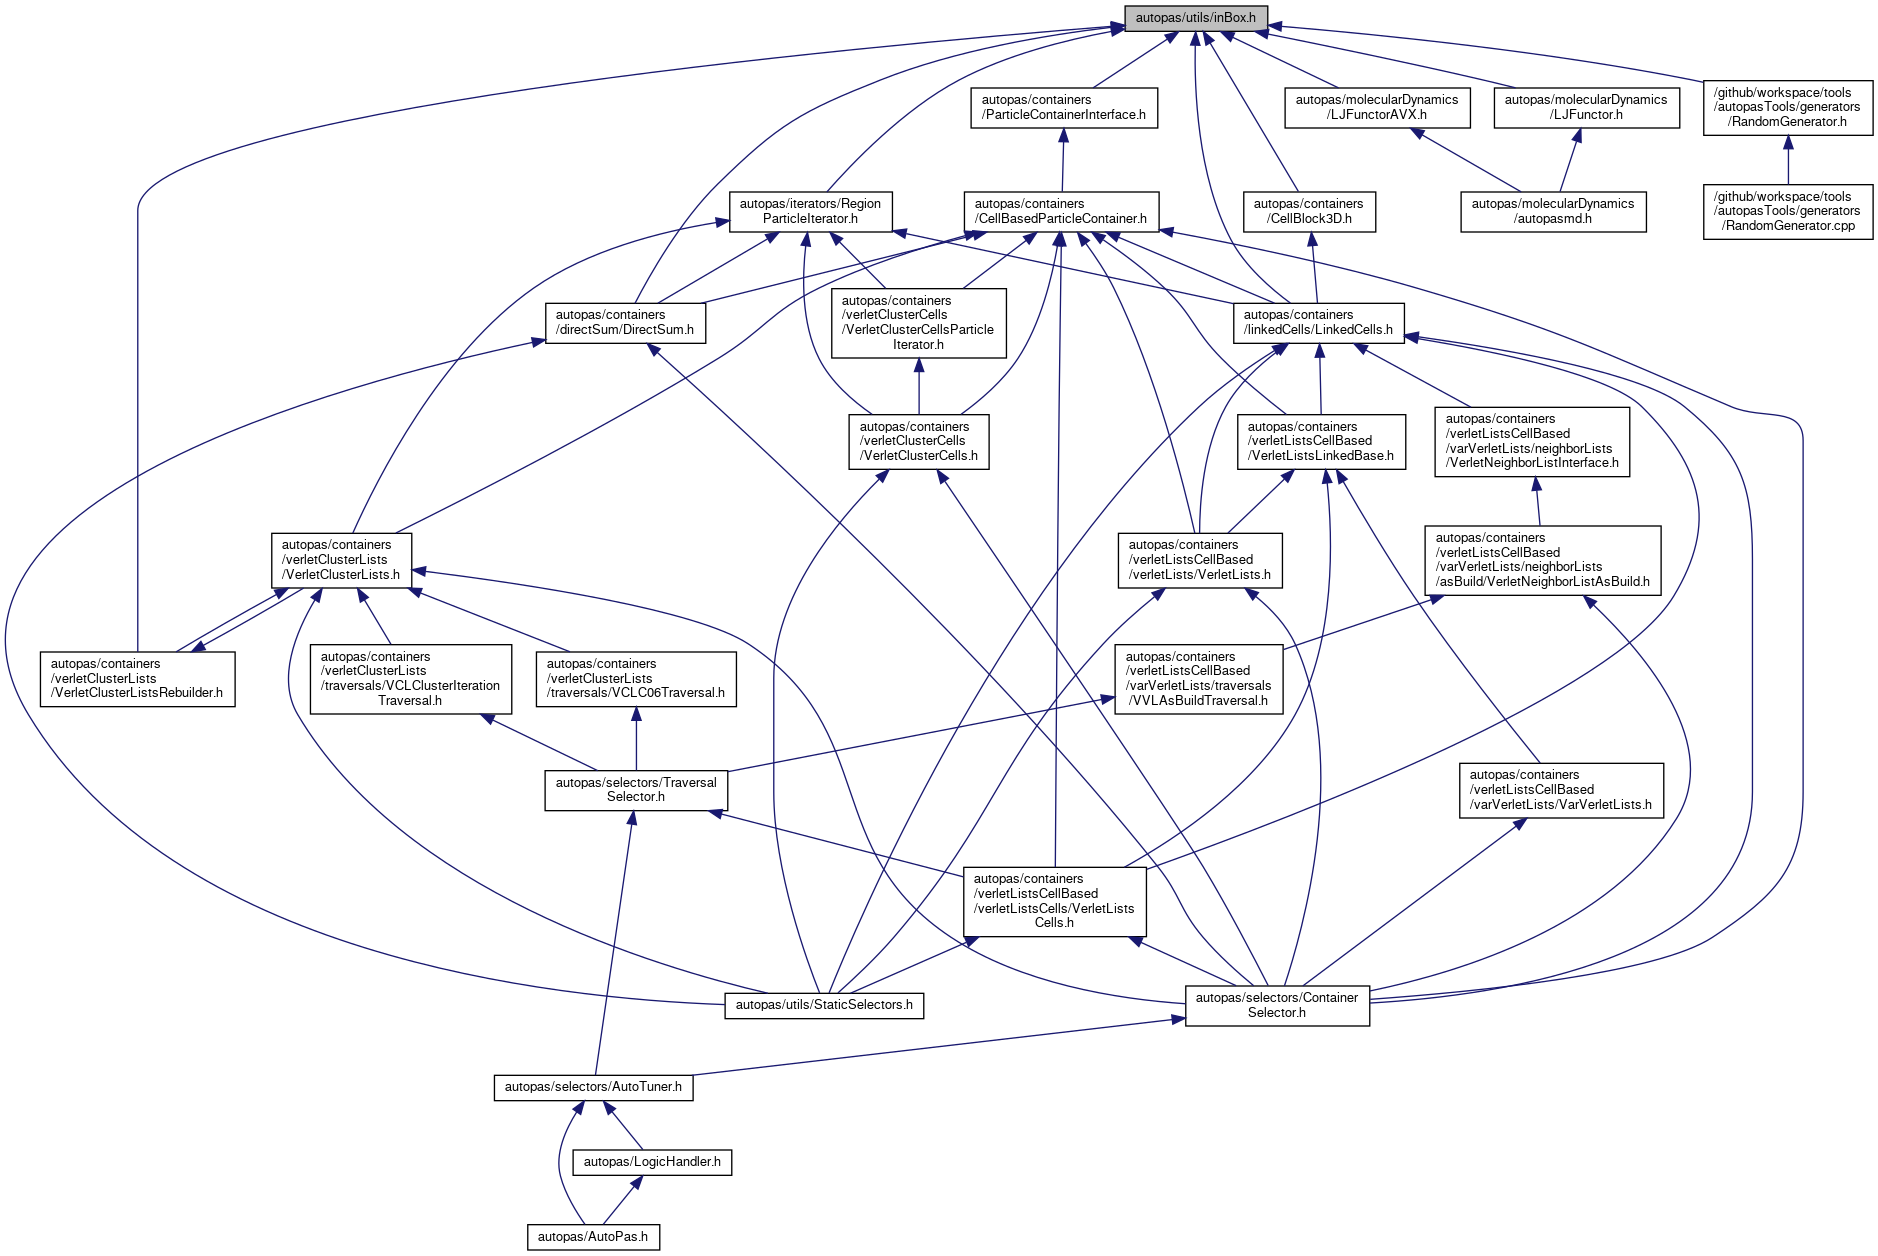 autopas/utils/inBox.h
autopas/containers
/ParticleContainerInterface.h
autopas/molecularDynamics
/LJFunctorAVX.h
autopas/molecularDynamics
/LJFunctor.h
/github/workspace/tools
/autopasTools/generators
/RandomGenerator.h
autopas/iterators/Region
ParticleIterator.h
autopas/containers
/CellBasedParticleContainer.h
autopas/containers
/CellBlock3D.h
autopas/molecularDynamics
/autopasmd.h
/github/workspace/tools
/autopasTools/generators
/RandomGenerator.cpp
autopas/containers
/directSum/DirectSum.h
autopas/containers
/verletClusterCells
/VerletClusterCellsParticle
Iterator.h
autopas/containers
/linkedCells/LinkedCells.h
autopas/containers
/verletClusterCells
/VerletClusterCells.h
autopas/containers
/verletListsCellBased
/VerletListsLinkedBase.h
autopas/containers
/verletListsCellBased
/varVerletLists/neighborLists
/VerletNeighborListInterface.h
autopas/containers
/verletClusterLists
/VerletClusterLists.h
autopas/containers
/verletListsCellBased
/verletLists/VerletLists.h
autopas/containers
/verletListsCellBased
/varVerletLists/neighborLists
/asBuild/VerletNeighborListAsBuild.h
autopas/containers
/verletClusterLists
/VerletClusterListsRebuilder.h
autopas/containers
/verletClusterLists
/traversals/VCLClusterIteration
Traversal.h
autopas/containers
/verletClusterLists
/traversals/VCLC06Traversal.h
autopas/containers
/verletListsCellBased
/varVerletLists/traversals
/VVLAsBuildTraversal.h
autopas/selectors/Traversal
Selector.h
autopas/containers
/verletListsCellBased
/varVerletLists/VarVerletLists.h
autopas/containers
/verletListsCellBased
/verletListsCells/VerletLists
Cells.h
autopas/utils/StaticSelectors.h
autopas/selectors/Container
Selector.h
autopas/selectors/AutoTuner.h
autopas/LogicHandler.h
autopas/AutoPas.h